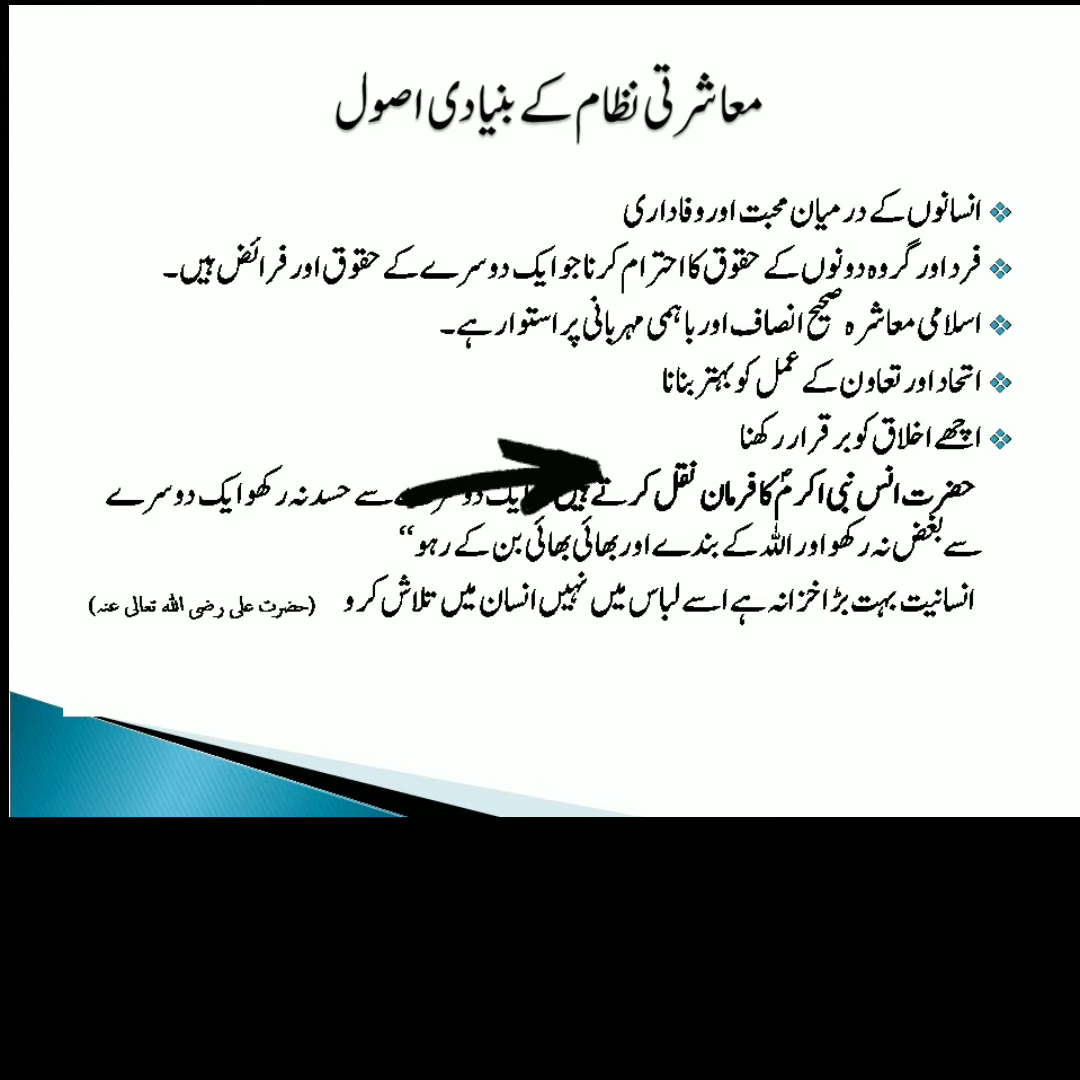 معاشرتی نظام کے بنیادی اصول
انسانوں کے درمیان محبت اور وفاداری
فرد اور گروہ دونوں کے حقوق کا احترام کرنا جو ایک دوسرے کے حقوق اور فرائض ہیں۔
اسلامی معاشرہ صحیح انصاف اور باہمی مہربانی پر استوار ہے۔
اتحاد اور تعاون کے عمل کو بہتر بنانا
اچھے اخلاق کو برقرار رکھنا
حضرت انس نبی اکرمؐ کا فرمان نقل کرتے ہیں ایک دوسرے سے حسد نہ رکھو ایک دوسرے
سے بغض نہ رکھو اور اللہ کے بندے اور بھائی بھائی بن کے رہو“
انسانیت بہت بڑا خزانہ ہے اسے لباس میں نہیں انسان میں تلاش کرو (حضرت علی رضی اللہ تعالی عنہ)